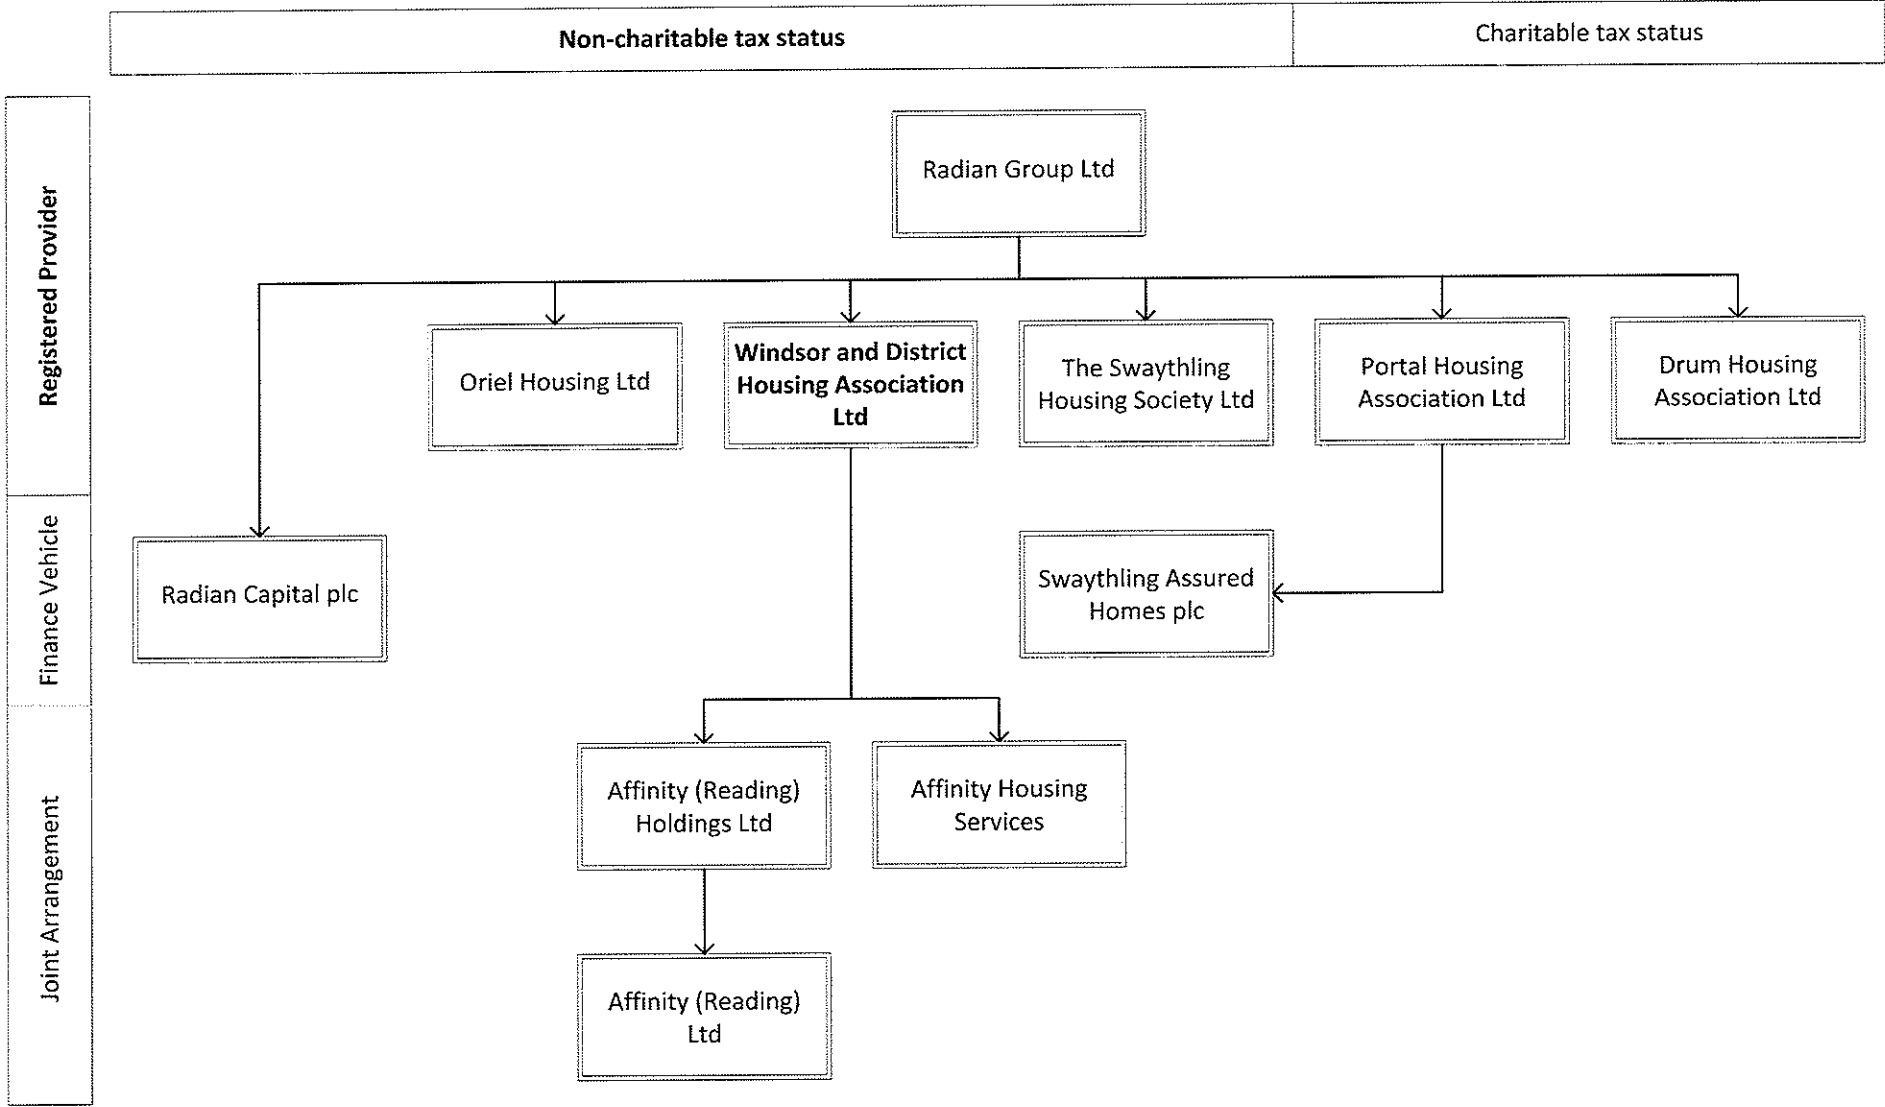 Non-charitable tax status
Charitable tax status
Registered Provider
Radian Group Ltd
Oriel Housing Ltd
Windsor and District
Housing Association
Ltd
The Swaythling
Housing Society Ltd
Portal Housing
Association Ltd
Drum Housing
Association Ltd
Finance Vehicle
Radian Capital plc
Swaythling Assured
Homes plc
Joint Arrangement
Affinity (Reading)
Holdings Ltd
Affinity Housing
Services
Affinity (Reading)
Ltd